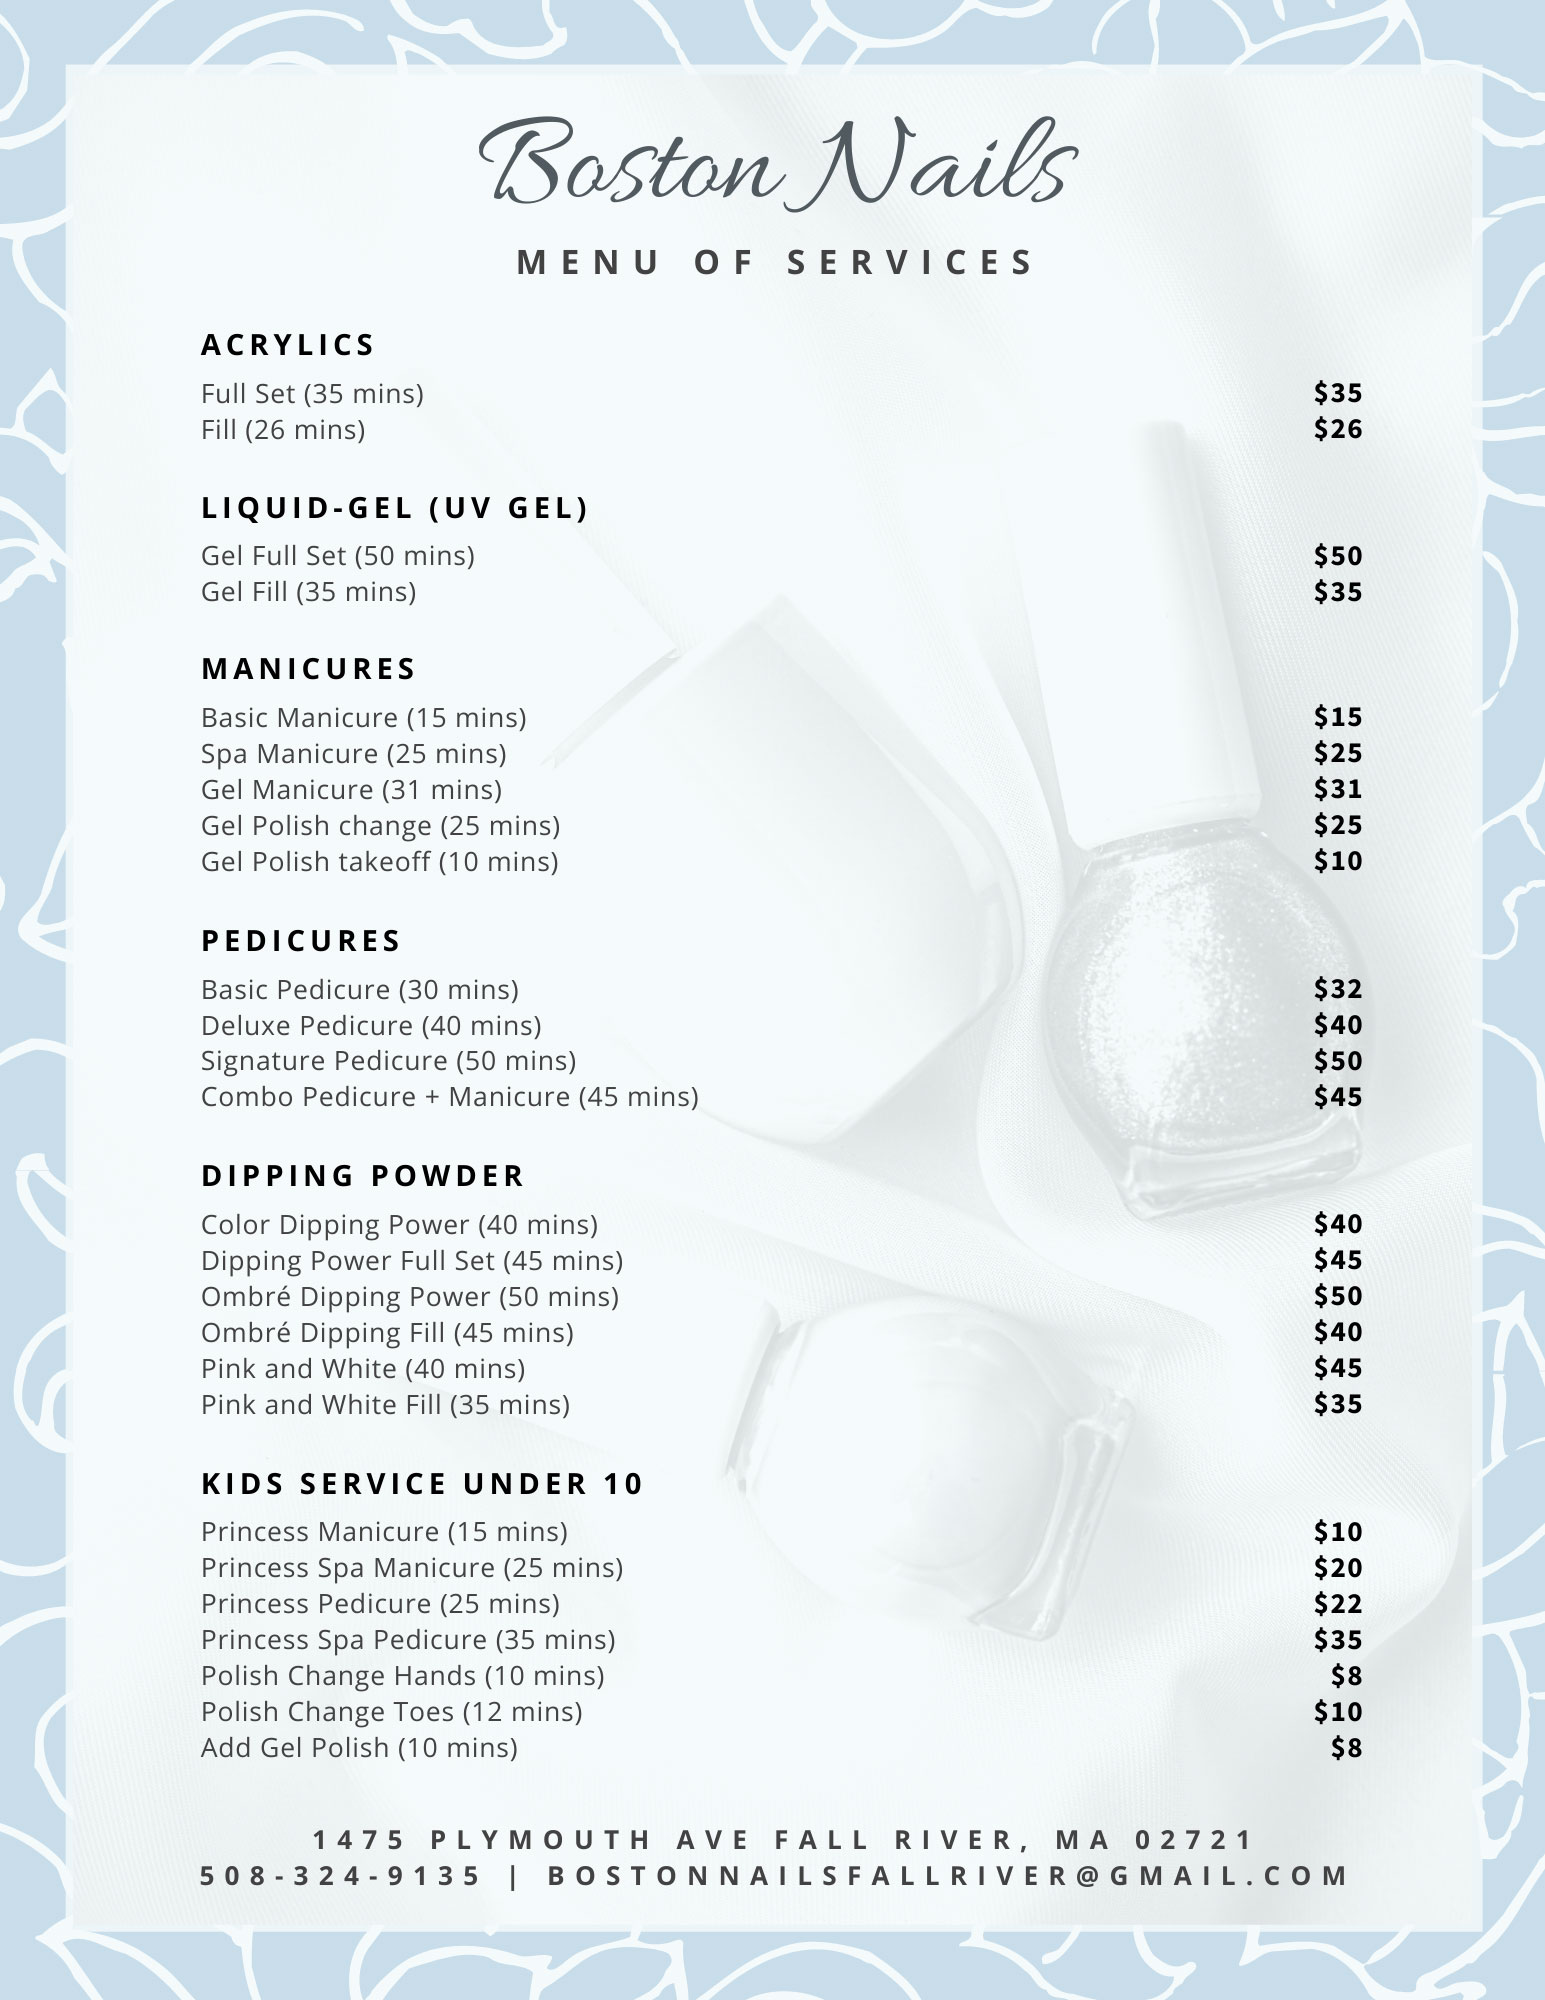 Boston Nails
MENU OF SERVICES
ACRYLICS
Full Set (35 mins) $35
Fill (26 mins) $26
LIQUID-GEL (UV GEL)
Gel Full Set (50 mins) $50
Gel Fill (35 mins) $35
MANICURES
Basic Manicure (15 mins) $15
Spa Manicure (25 mins) $25
Gel Manicure (31 mins) $31
Gel Polish change (25 mins) $25
Gel Polish takeoff (10 mins) $10
PEDICURES
Basic Pedicure (30 mins) $32
Deluxe Pedicure (40 mins) $40
Signature Pedicure (50 mins) $50
Combo Pedicure + Manicure (45 mins) $45
DIPPING POWDER
Color Dipping Power (40 mins) $40
Dipping Power Full Set (45 mins) $45
Ombré Dipping Power (50 mins) $50
Ombré Dipping Fill (45 mins) $40
Pink and White (40 mins) $45
Pink and White Fill (35 mins) $35
KIDS SERVICE UNDER 10
Princess Manicure (15 mins) $10
Princess Spa Manicure (25 mins) $20
Princess Pedicure (25 mins) $22
Princess Spa Pedicure (35 mins) $35
Polish Change Hands (10 mins) $8
Polish Change Toes (12 mins) $10
Add Gel Polish (10 mins) $8
1475 PLYMOUTH AVE FALL RIVER, MA 02721
508-324-9135 | BOSTONNAILSFALLRIVER@GMAIL.COM